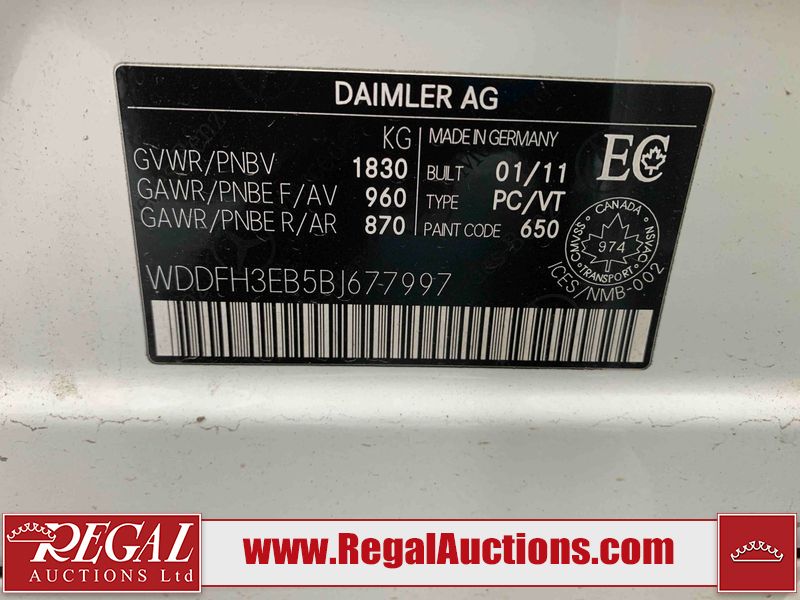 DAIMLER AG
KG
GVWR/PNBV 1830
GAWR/PNBE F/AV 960
GAWR/PNBE R/AR 870
MADE IN GERMANY
BUILT 01/11
TYPE PC/VT
PAINT CODE 650
EC
CANADA
CMVSS 974 NSVAC
TRANSPORT
ICES/NMB-002
WDDFH3EB5BJ677997
REGAL
AUCTIONS Ltd
www.RegalAuctions.com